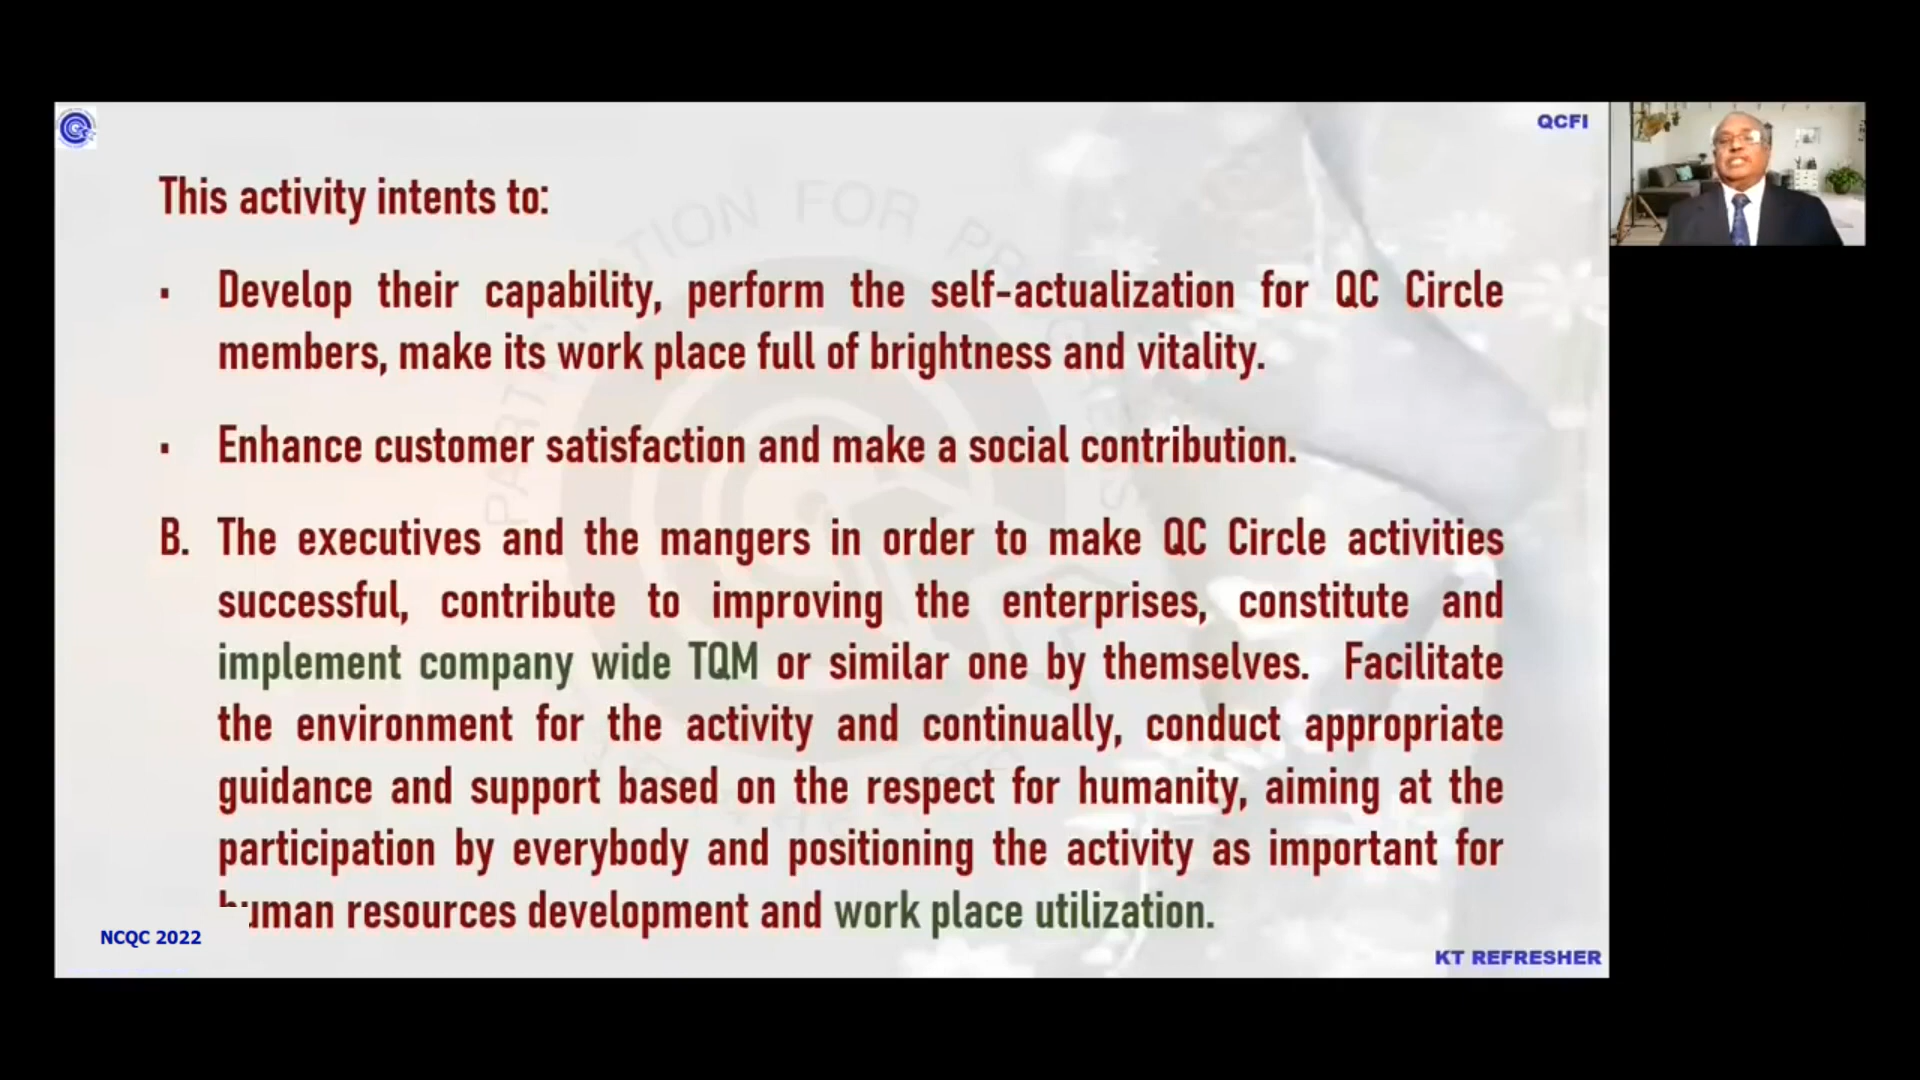 QCFI
This activity intents to:
▪ Develop their capability, perform the self-actualization for QC Circle
members, make its work place full of brightness and vitality.
▪ Enhance customer satisfaction and make a social contribution.
B. The executives and the mangers in order to make QC Circle activities
successful, contribute to improving the enterprises, constitute and
implement company wide TQM or similar one by themselves. Facilitate
the environment for the activity and continually, conduct appropriate
guidance and support based on the respect for humanity, aiming at the
participation by everybody and positioning the activity as important for
human resources development and work place utilization.
NCQC 2022
KT REFRESHER